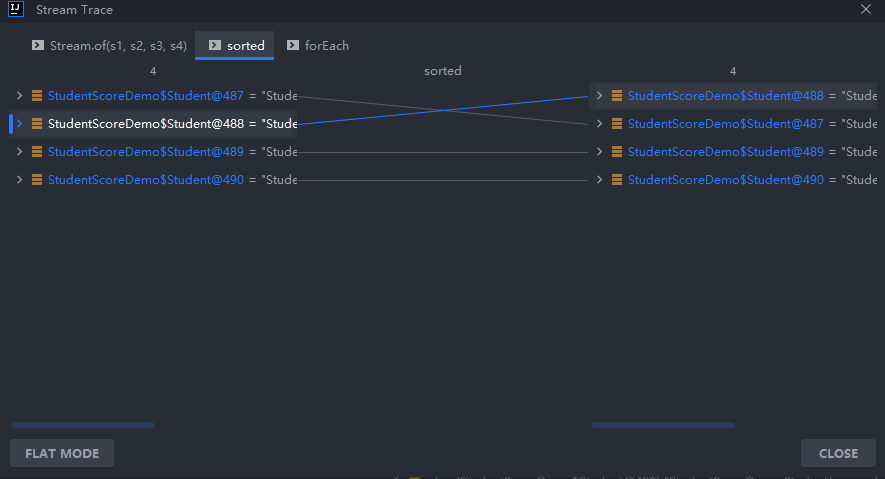 IJ Stream Trace
Stream.of(s1, s2, s3, s4) sorted forEach
4 sorted 4
StudentScoreDemo$Student@487 = "Stude StudentScoreDemo$Student@488 = "Stude
StudentScoreDemo$Student@488 = "Stude StudentScoreDemo$Student@487 = "Stude
StudentScoreDemo$Student@489 = "Stude StudentScoreDemo$Student@489 = "Stude
StudentScoreDemo$Student@490 = "Stude StudentScoreDemo$Student@490 = "Stude
FLAT MODE CLOSE